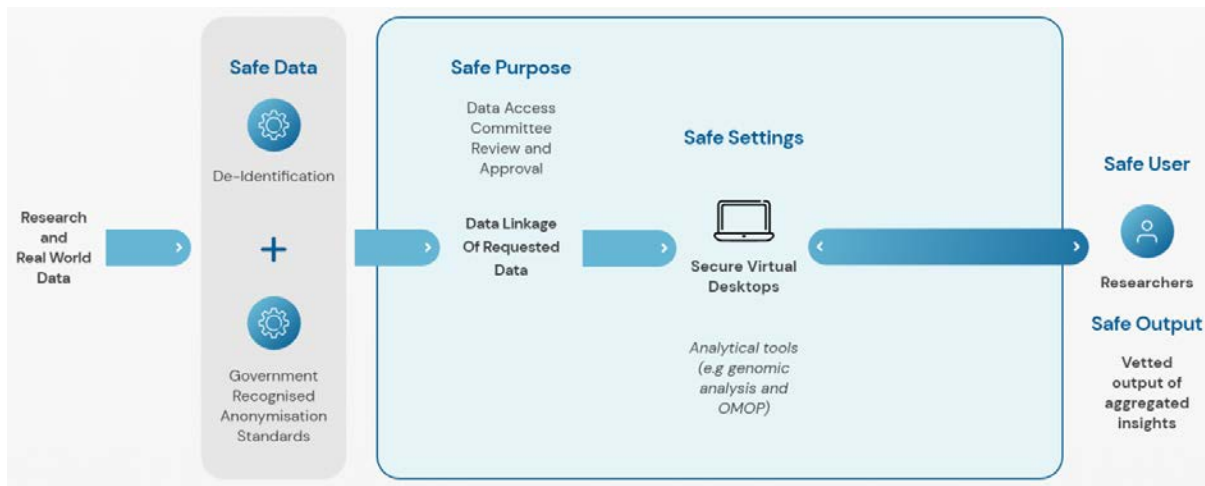 Research
and
Real World
Data
Safe Data
De-Identification
+
Government
Recognised
Anonymisation
Standards
Safe Purpose
Data Access
Committee
Review and
Approval
Data Linkage
Of Requested
Data
Safe Settings
Secure Virtual
Desktops
Analytical tools
(e.g genomic
analysis and
OMOP)
Safe User
Researchers
Safe Output
Vetted
output of
aggregated
insights